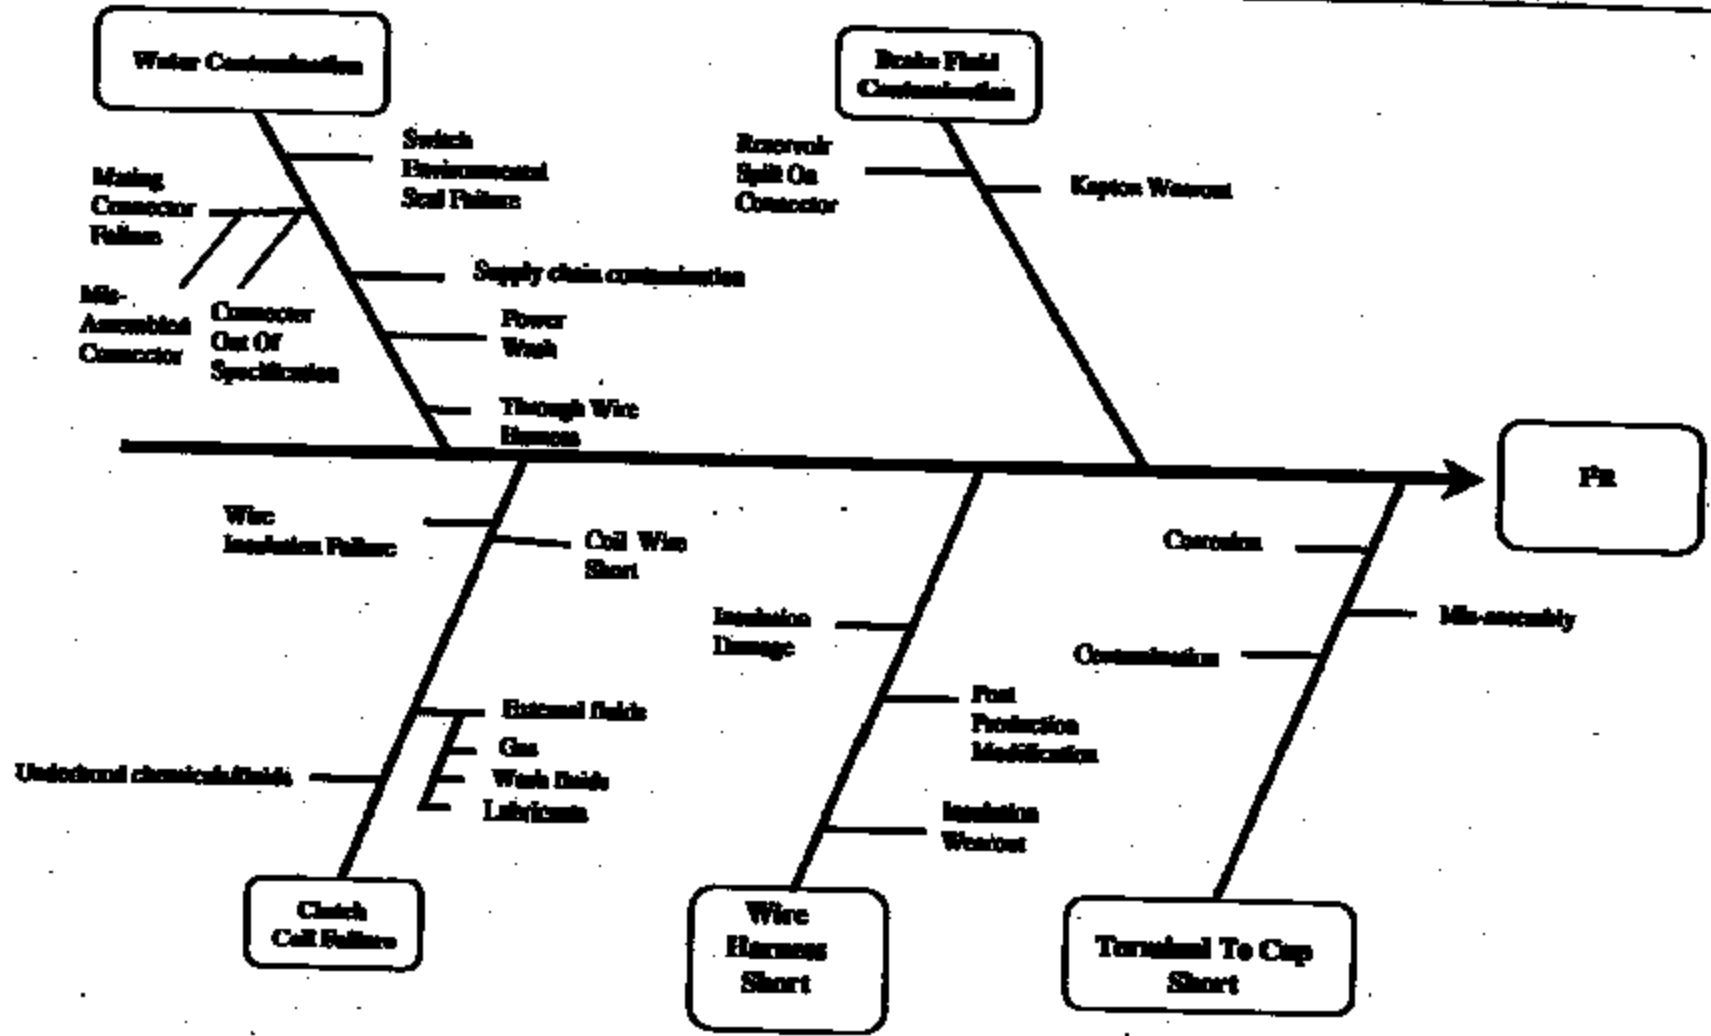 Water Contamination
Brake Fluid
Contamination
Switch
Environmental
Seal Failure
Reservoir
Split On
Connector
Mating
Connector
Failure
Kapton Wearout
Supply chain contamination
Mis-
Assembled
Connector
Connector
Out Of
Specification
Power
Wash
Through Wire
Harness
I²R
Wire
Insulation Failure
Coil Wire
Short
Corrosion
Insulation
Damage
Mis-assembly
Contamination
Post
Production
Modification
External fluids
Gas
Wash fluids
Lubricants
Underhood chemicals/fluids
Insulation
Wearout
Clutch
Coil Failure
Wire
Harness
Short
Terminal To Cup
Short